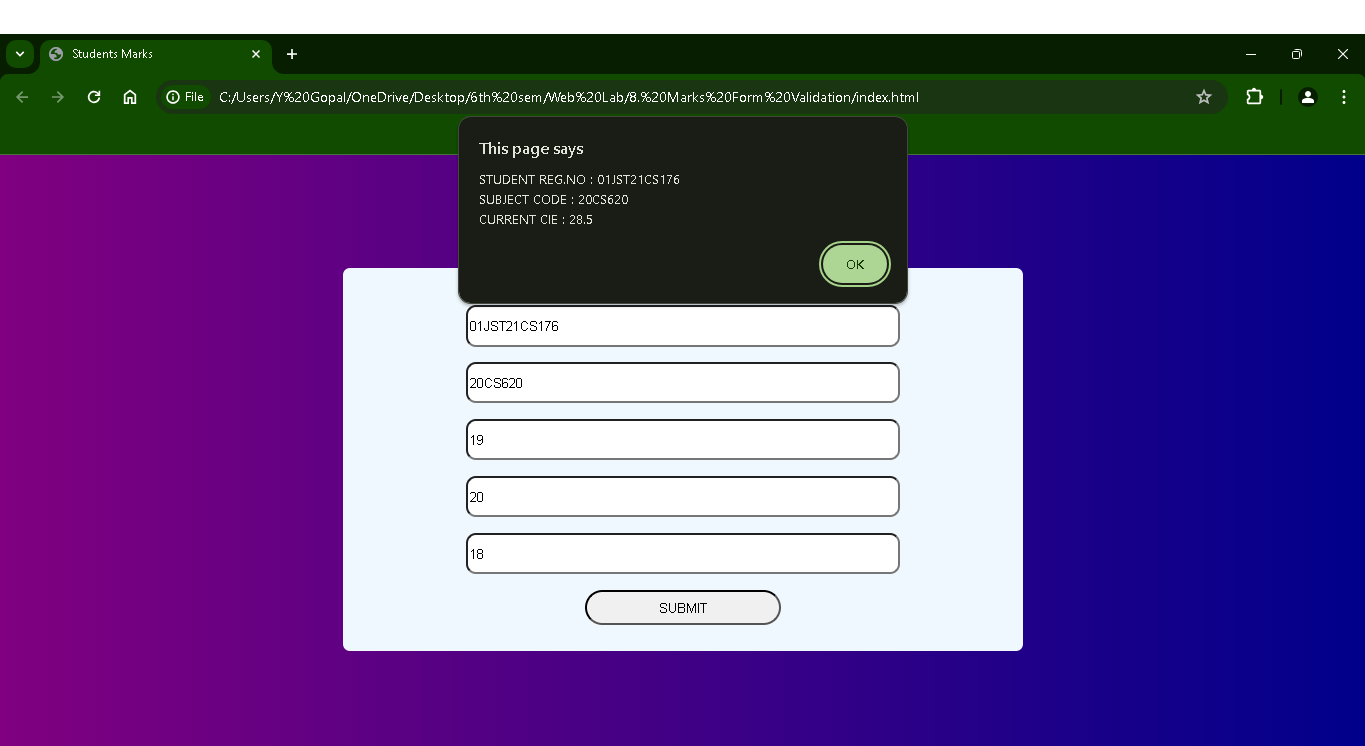 Students Marks
File C:/Users/Y%20Gopal/OneDrive/Desktop/6th%20sem/Web%20Lab/8.%20Marks%20Form%20Validation/index.html
This page says
STUDENT REG.NO : 01JST21CS176
SUBJECT CODE : 20CS620
CURRENT CIE : 28.5
OK
01JST21CS176
20CS620
19
20
18
SUBMIT